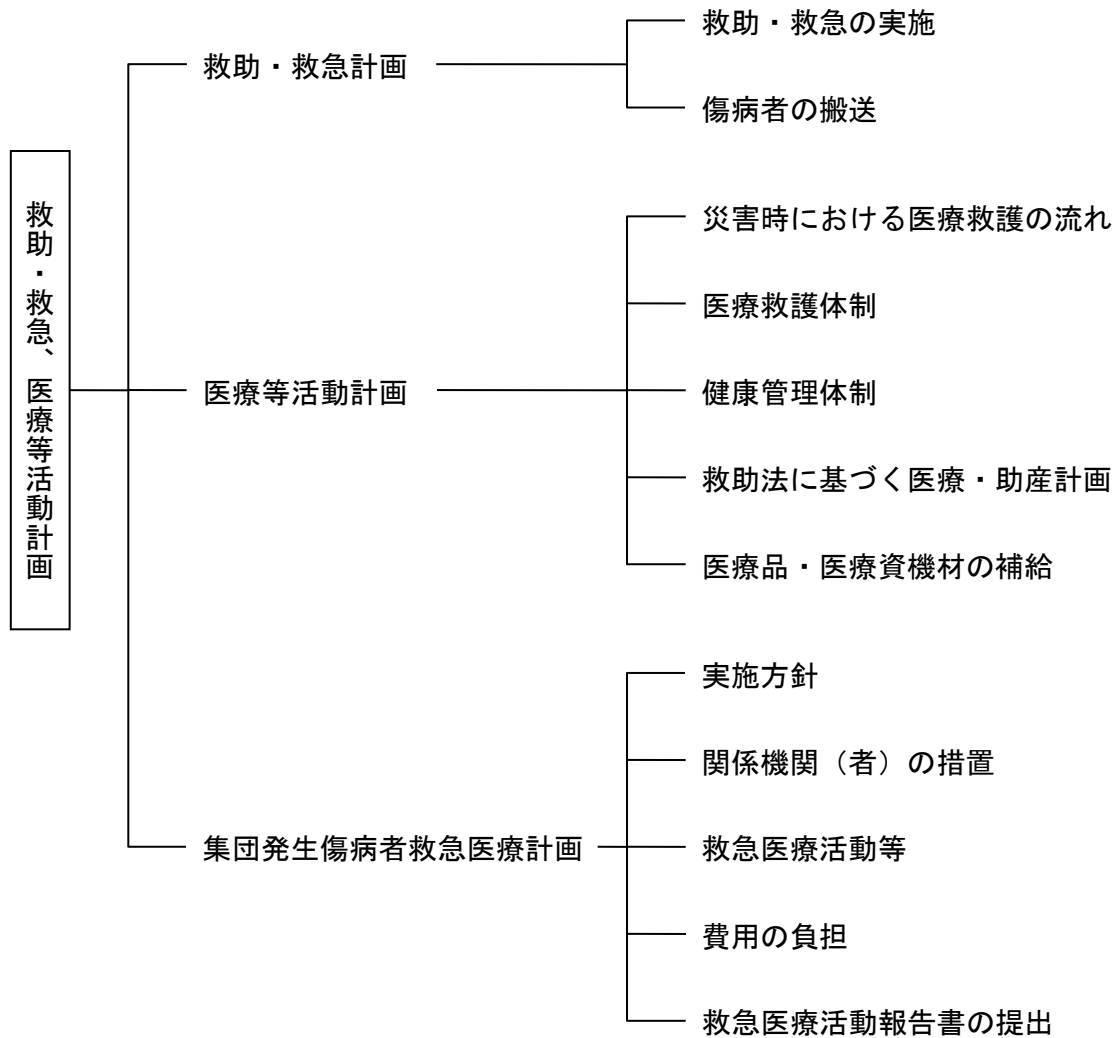 救助・救急、医療等活動計画
救助・救急計画
救助・救急の実施
傷病者の搬送
医療等活動計画
災害時における医療救護の流れ
医療救護体制
健康管理体制
救助法に基づく医療・助産計画
医療品・医療資機材の補給
集団発生傷病者救急医療計画
実施方針
関係機関（者）の措置
救急医療活動等
費用の負担
救急医療活動報告書の提出